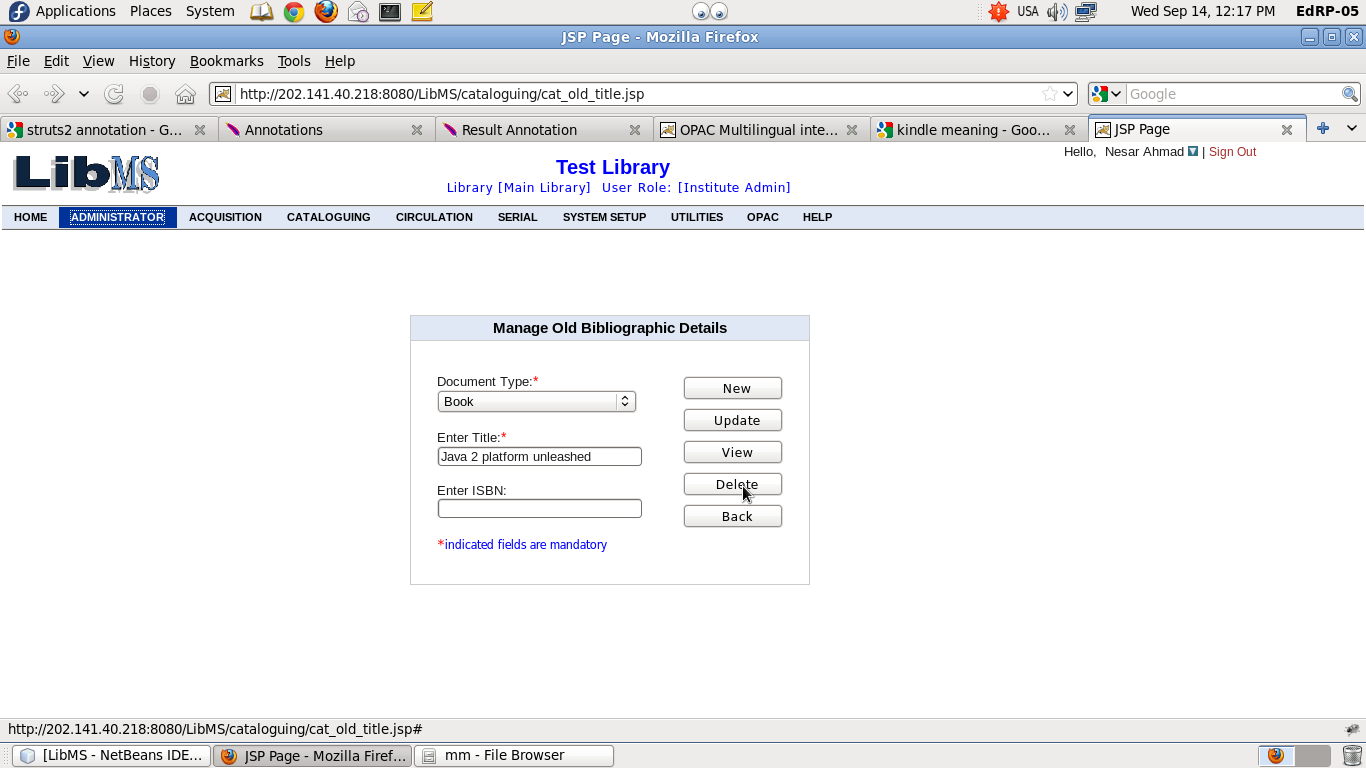 Applications Places System USA Wed Sep 14, 12:17 PM EdRP-05
JSP Page - Mozilla Firefox
File Edit View History Bookmarks Tools Help
http://202.141.40.218:8080/LibMS/cataloguing/cat_old_title.jsp Google
struts2 annotation - G... Annotations Result Annotation OPAC Multilingual inte... kindle meaning - Goo... JSP Page
Hello, Nesar Ahmad | Sign Out
LibMS
Test Library
Library [Main Library] User Role: [Institute Admin]
HOME ADMINISTRATOR ACQUISITION CATALOGUING CIRCULATION SERIAL SYSTEM SETUP UTILITIES OPAC HELP
Manage Old Bibliographic Details
Document Type:*
New
Book
Update
Enter Title:*
View
Java 2 platform unleashed
Delete
Enter ISBN:
Back
*indicated fields are mandatory
http://202.141.40.218:8080/LibMS/cataloguing/cat_old_title.jsp#
[LibMS - NetBeans IDE... JSP Page - Mozilla Firef... mm - File Browser